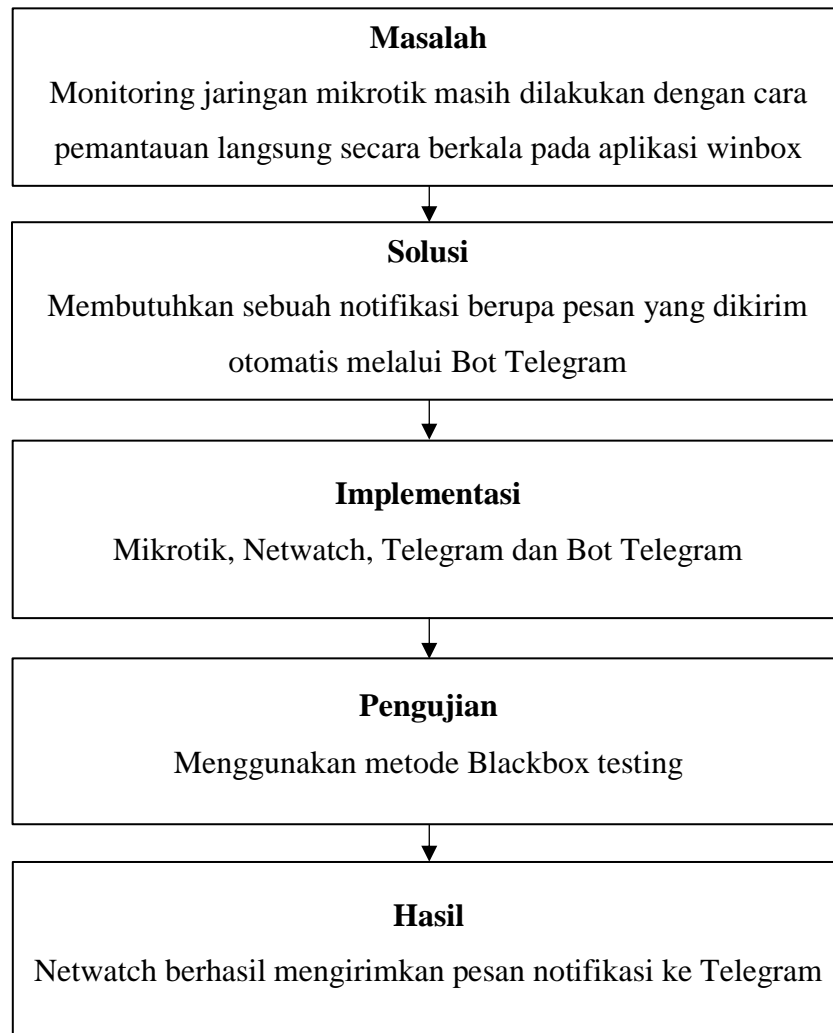 Masalah
Monitoring jaringan mikrotik masih dilakukan dengan cara
pemantauan langsung secara berkala pada aplikasi winbox
Solusi
Membutuhkan sebuah notifikasi berupa pesan yang dikirim
otomatis melalui Bot Telegram
Implementasi
Mikrotik, Netwatch, Telegram dan Bot Telegram
Pengujian
Menggunakan metode Blackbox testing
Hasil
Netwatch berhasil mengirimkan pesan notifikasi ke Telegram